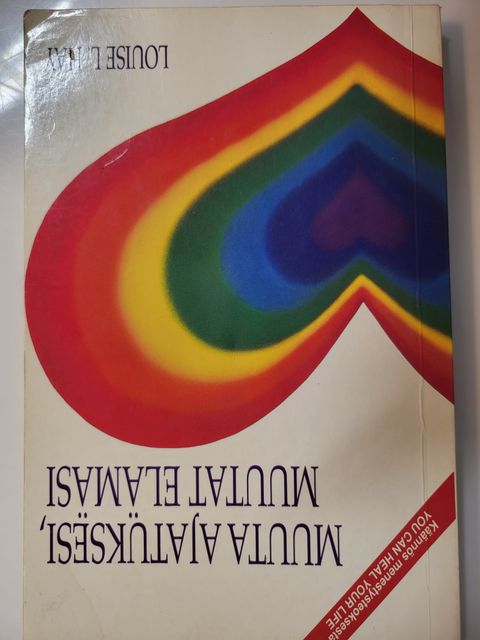 Käännös menestysteoksesta
YOU CAN HEAL YOUR LIFE
MUUTA AJATUKSESI,
MUUTAT ELÄMÄSI
LOUISE L. HAY